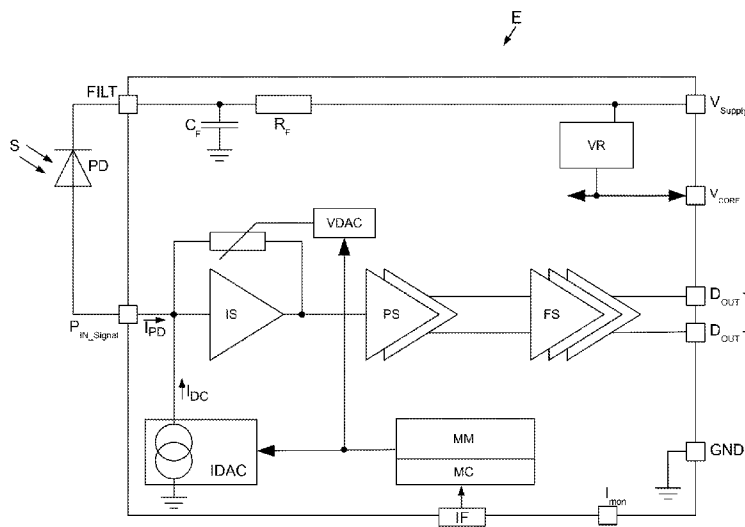 E
FILT
C_F
R_F
V_Supply
S
PD
VR
V_CORE
VDAC
IS
PS
FS
D_OUT -
D_OUT -
P_IN_Signal
I_PD
I_DC
IDAC
MM
MC
GND
I_mon
IF